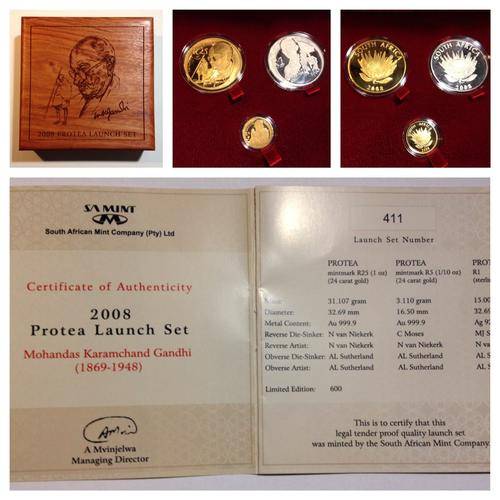 Gandhi
2008 PROTEA LAUNCH SET
SOUTH AFRICA
2008
SOUTH AFRICA
2008
SA MINT
South African Mint Company (Pty) Ltd
Certificate of Authenticity
2008
Protea Launch Set
Mohandas Karamchand Gandhi
(1869-1948)
A Mvinjelwa
Managing Director
411
Launch Set Number
PROTEA PROTEA PROTEA
mintmark R25 (1 oz) mintmark R5 (1/10 oz) R1
(24 carat gold) (24 carat gold)
31.107 gram 3.110 gram
Diameter: 32.69 mm 16.50 mm
Metal Content: Au 999.9 Au 999.9
Reverse Die-Sinker: N van Niekerk C Moses
Reverse Artist: N van Niekerk N van Niekerk
Obverse Die-Sinker: AL Sutherland AL Sutherland
Obverse Artist: AL Sutherland AL Sutherland
Limited Edition: 600
This is to certify that this
legal tender proof quality launch set
was minted by the South African Mint Company.